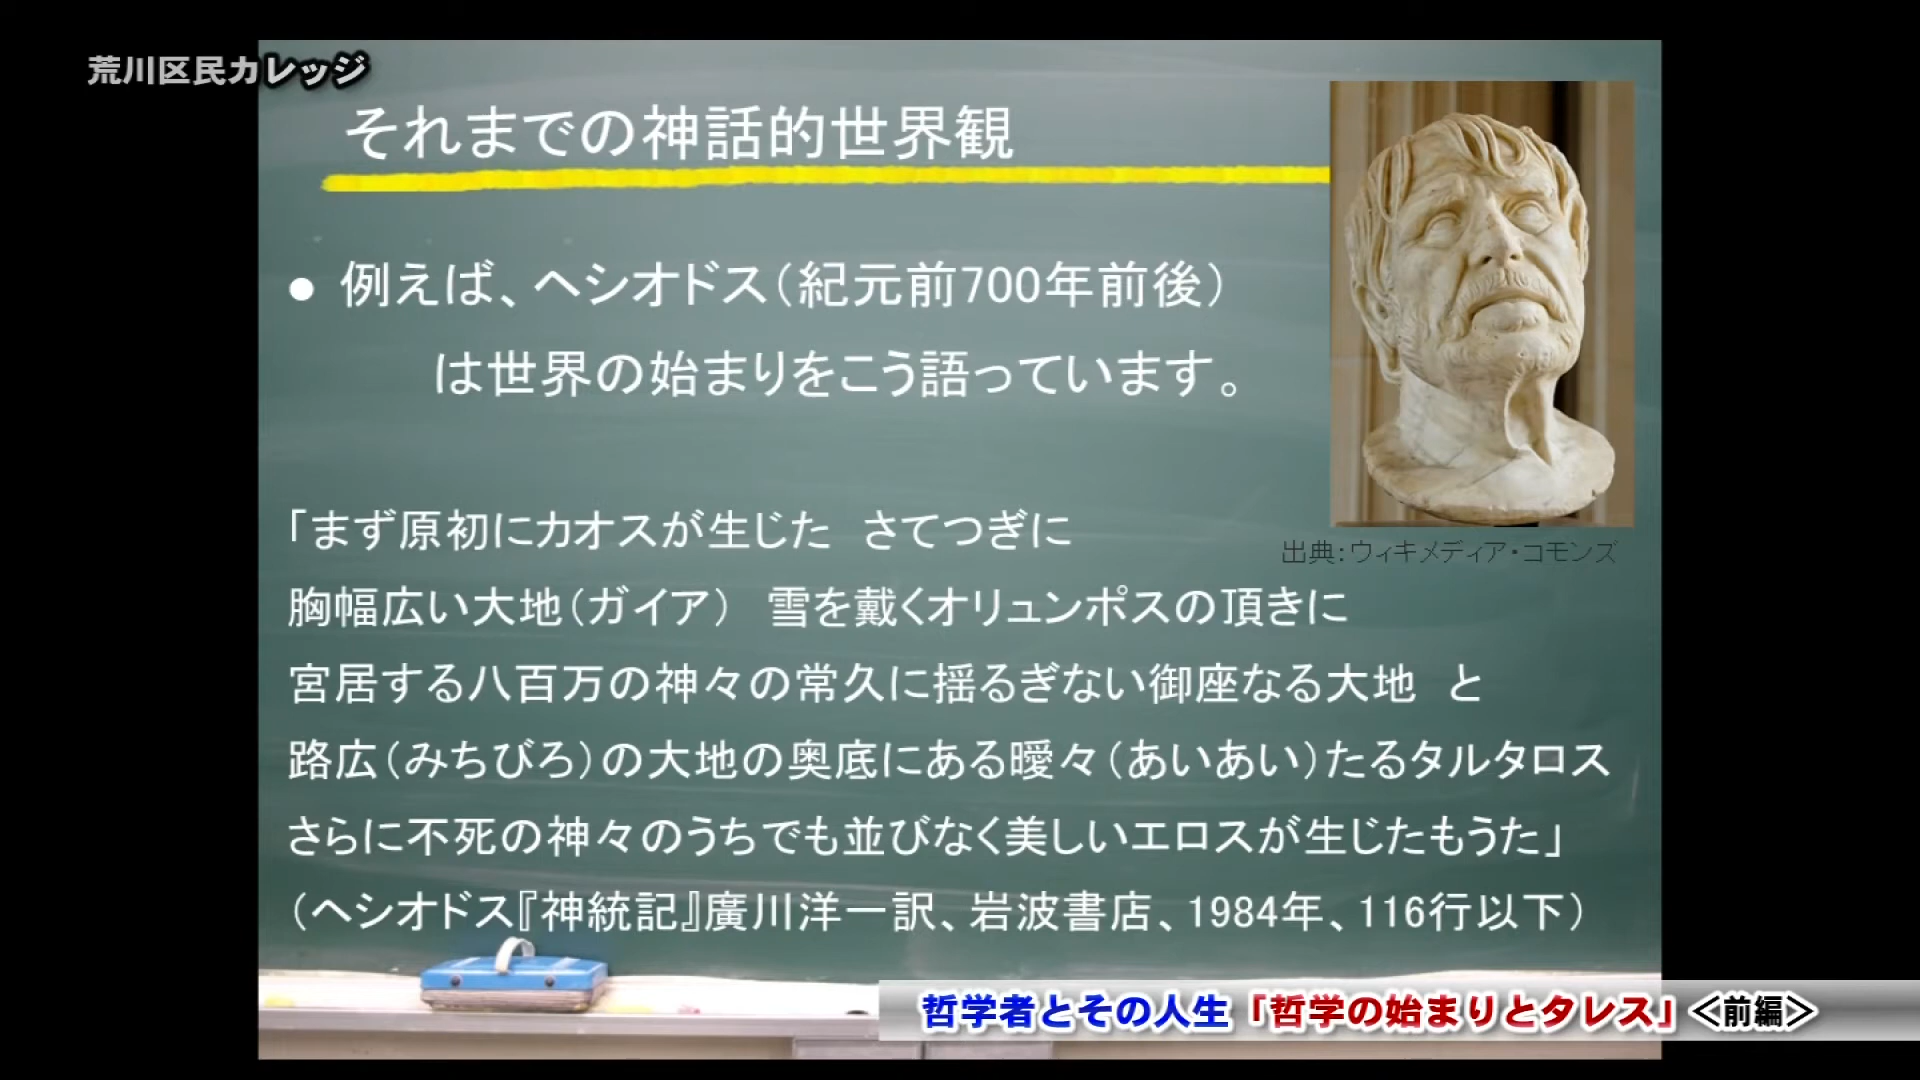 荒川区民カレッジ
それまでの神話的世界観
● 例えば、ヘシオドス（紀元前700年前後）
は世界の始まりをこう語っています。
「まず原初にカオスが生じた　さてつぎに
胸幅広い大地（ガイア）　雪を戴くオリュンポスの頂きに
宮居する八百万の神々の常久に揺るぎない御座なる大地　と
路広（みちびろ）の大地の奥底にある曖々（あいあい）たるタルタロス
さらに不死の神々のうちでも並びなく美しいエロスが生じたもうた」
（ヘシオドス『神統記』廣川洋一訳、岩波書店、1984年、116行以下）
出典：ウィキメディア・コモンズ
哲学者とその人生「哲学の始まりとタレス」＜前編＞